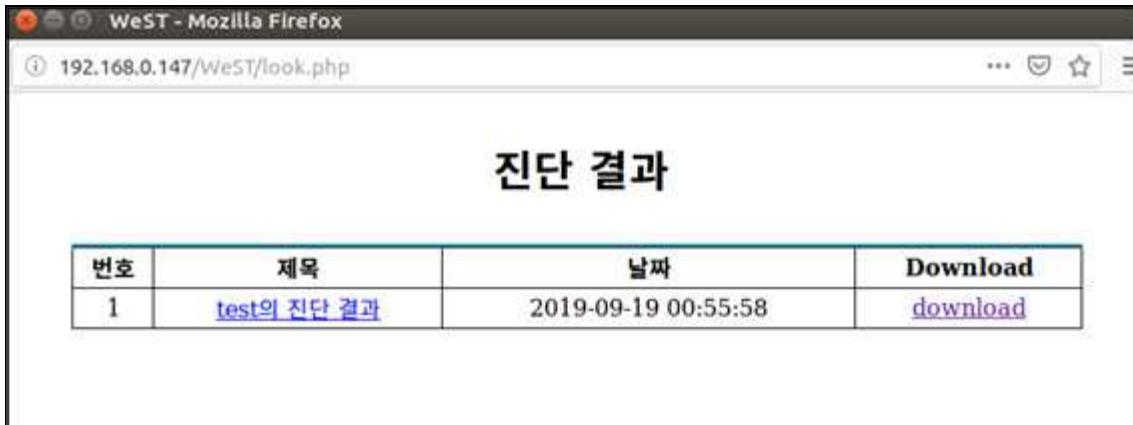 WeST - Mozilla Firefox
192.168.0.147/WeST/look.php
진단 결과
번호 제목 날짜 Download
1 test의 진단 결과 2019-09-19 00:55:58 download